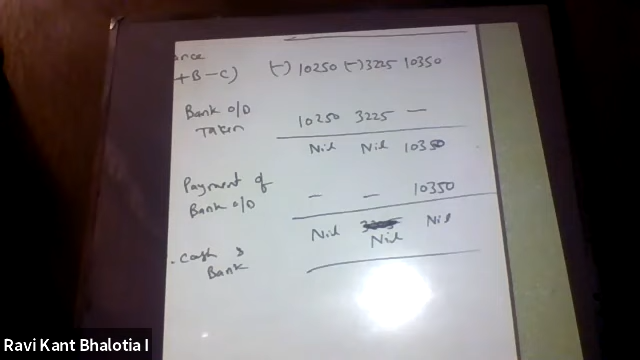 ance
+B-C) (-) 10250 (-)3225 10350
Bank o/D
Taken 10250 3225 —
Nil Nil 10350
Payment of
Bank o/D — — 10350
Nil Nil Nil
Cash &
Bank
Ravi Kant Bhalotia I